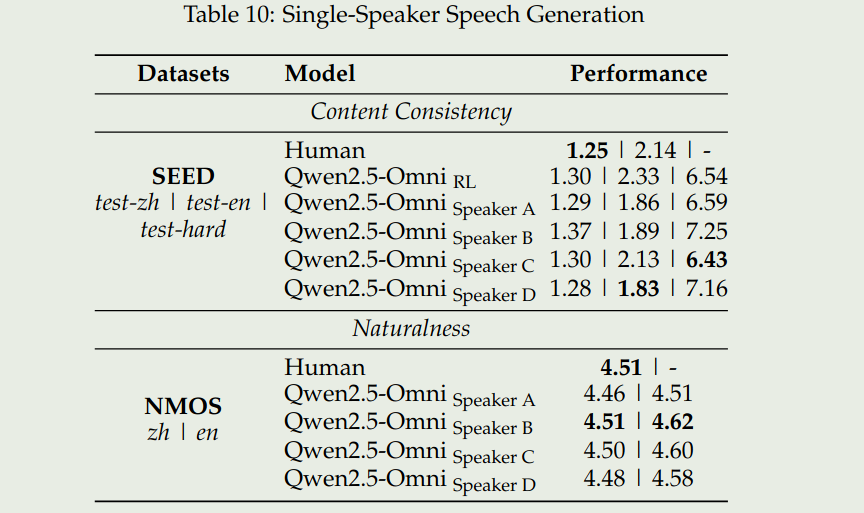 Table 10: Single-Speaker Speech Generation
Datasets Model Performance
Content Consistency
Human 1.25 | 2.14 | -
SEED Qwen2.5-Omni RL 1.30 | 2.33 | 6.54
test-zh | test-en | Qwen2.5-Omni Speaker A 1.29 | 1.86 | 6.59
test-hard Qwen2.5-Omni Speaker B 1.37 | 1.89 | 7.25
Qwen2.5-Omni Speaker C 1.30 | 2.13 | 6.43
Qwen2.5-Omni Speaker D 1.28 | 1.83 | 7.16
Naturalness
Human 4.51 | -
Qwen2.5-Omni Speaker A 4.46 | 4.51
NMOS Qwen2.5-Omni Speaker B 4.51 | 4.62
zh | en Qwen2.5-Omni Speaker C 4.50 | 4.60
Qwen2.5-Omni Speaker D 4.48 | 4.58